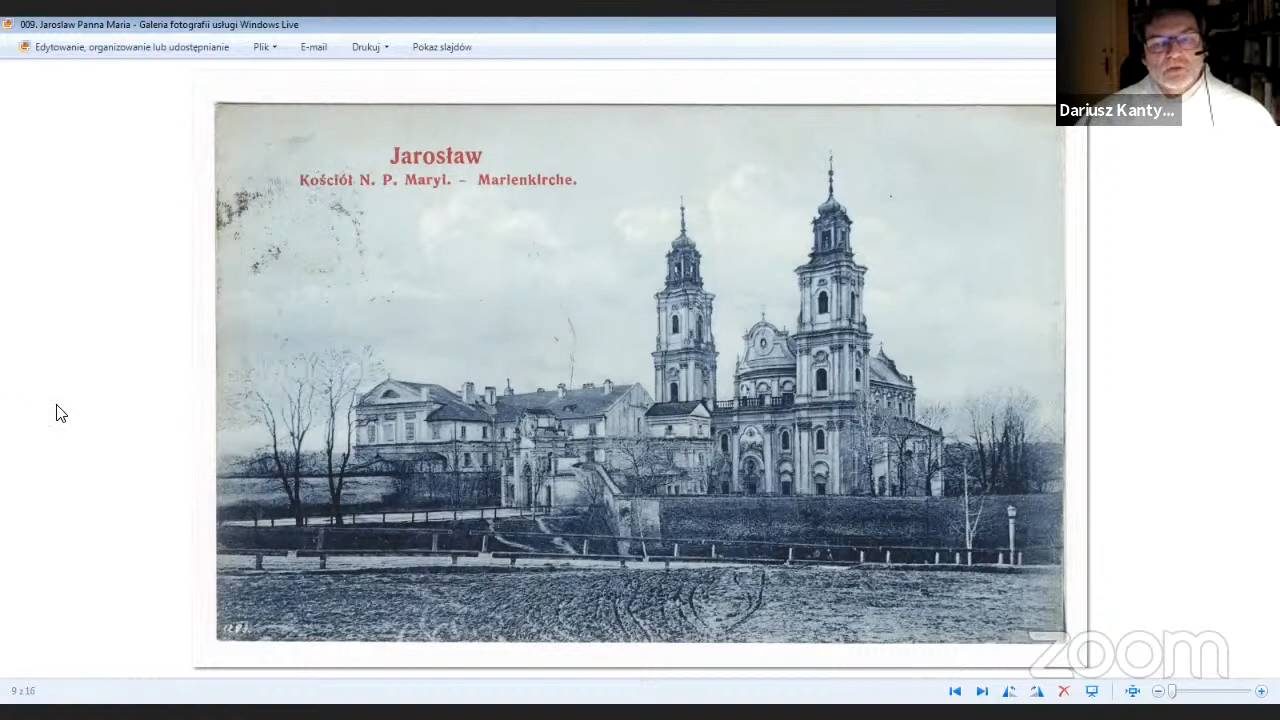 009. Jaroslaw Panna Maria - Galeria fotografii usługi Windows Live
Edytowanie, organizowanie lub udostępnianie
Plik
E-mail
Drukuj
Pokaz slajdów
Dariusz Kanty...
Jarosław
Kościół N. P. Maryi. – Marienkirche.
zoom
9 z 16